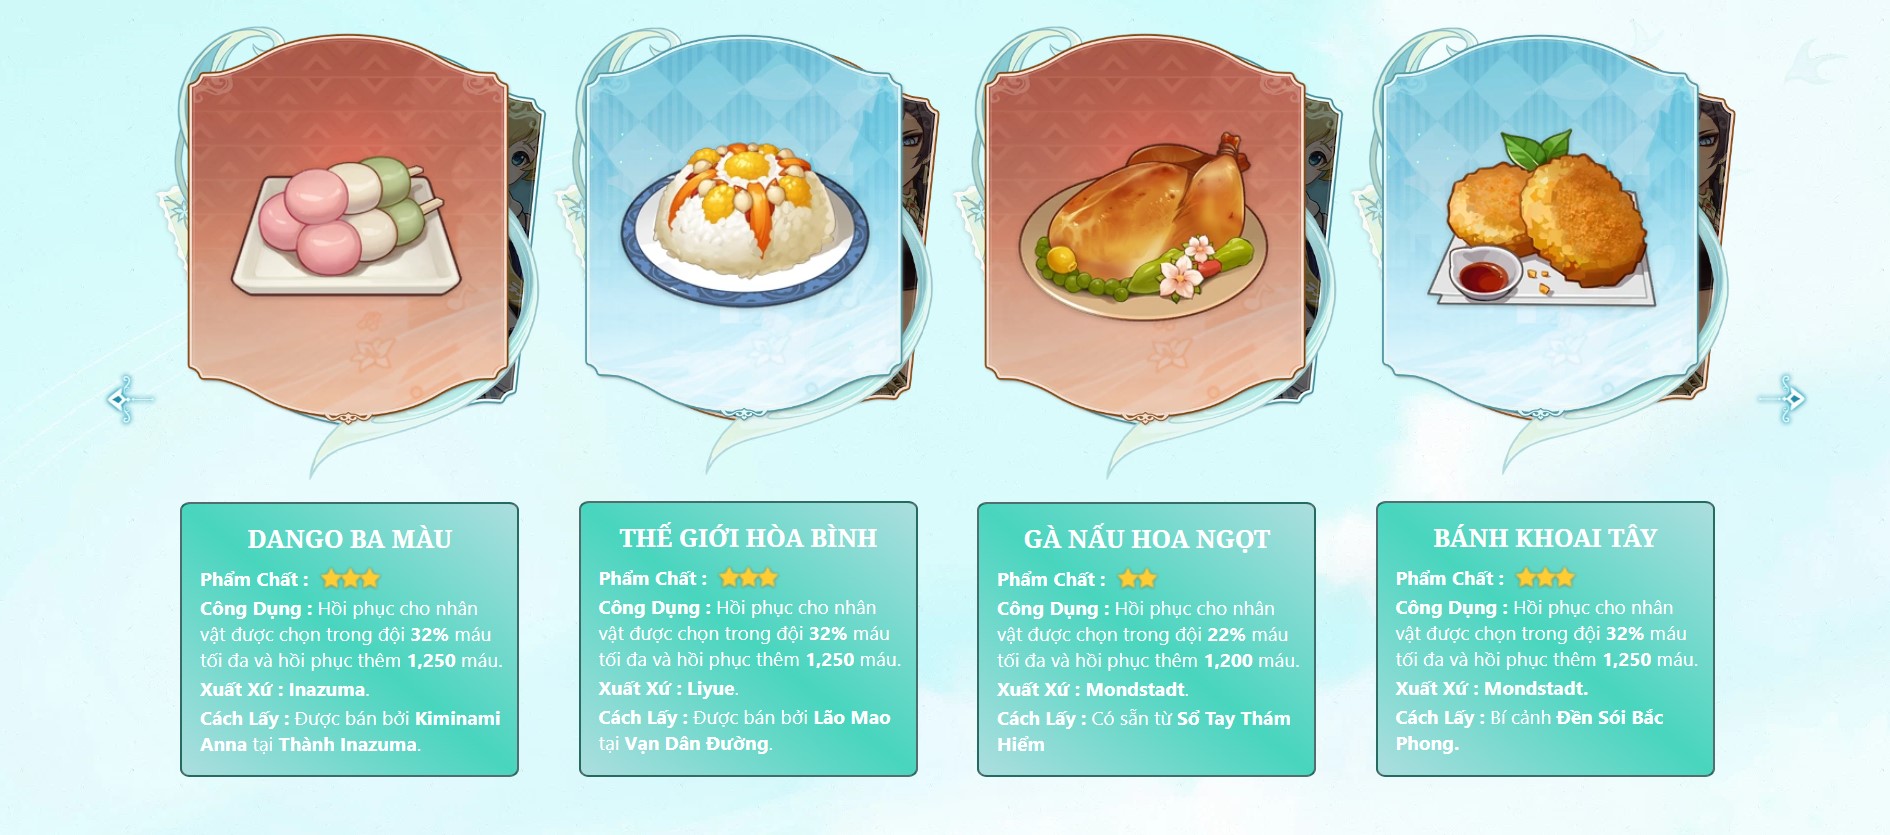 DANGO BA MÀU
Phẩm Chất :
Công Dụng : Hồi phục cho nhân
vật được chọn trong đội 32% máu
tối đa và hồi phục thêm 1,250 máu.
Xuất Xứ : Inazuma.
Cách Lấy : Được bán bởi Kiminami
Anna tại Thành Inazuma.
THẾ GIỚI HÒA BÌNH
Phẩm Chất :
Công Dụng : Hồi phục cho nhân
vật được chọn trong đội 32% máu
tối đa và hồi phục thêm 1,250 máu.
Xuất Xứ : Liyue.
Cách Lấy : Được bán bởi Lão Mao
tại Vạn Dân Đường.
GÀ NẤU HOA NGỌT
Phẩm Chất :
Công Dụng : Hồi phục cho nhân
vật được chọn trong đội 22% máu
tối đa và hồi phục thêm 1,200 máu.
Xuất Xứ : Mondstadt.
Cách Lấy : Có sẵn từ Sổ Tay Thám
Hiểm
BÁNH KHOAI TÂY
Phẩm Chất :
Công Dụng : Hồi phục cho nhân
vật được chọn trong đội 32% máu
tối đa và hồi phục thêm 1,250 máu.
Xuất Xứ : Mondstadt.
Cách Lấy : Bí cảnh Đền Sói Bắc
Phong.